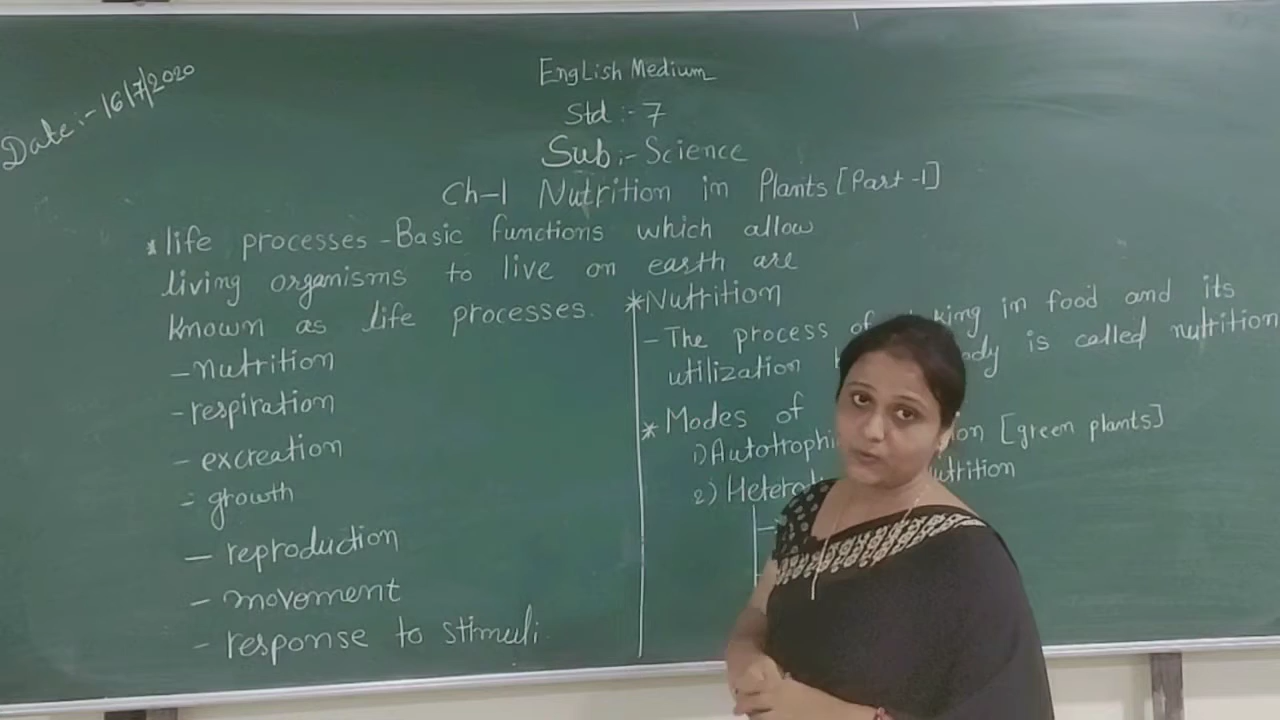 Date:- 16/7/2020
English Medium
Std :- 7
Sub :- Science
Ch-1 Nutrition in Plants [Part -1]
* life processes - Basic functions which allow
living organisms to live on earth are
known as life processes.
- nutrition
- respiration
- excreation
- growth
- reproduction
- movement
- response to stimuli
* Nutrition
- The process of king in food and its
utilization ody is called nutrition
* Modes of
1) Autotrophi ion [green plants]
2) Heterot utrition